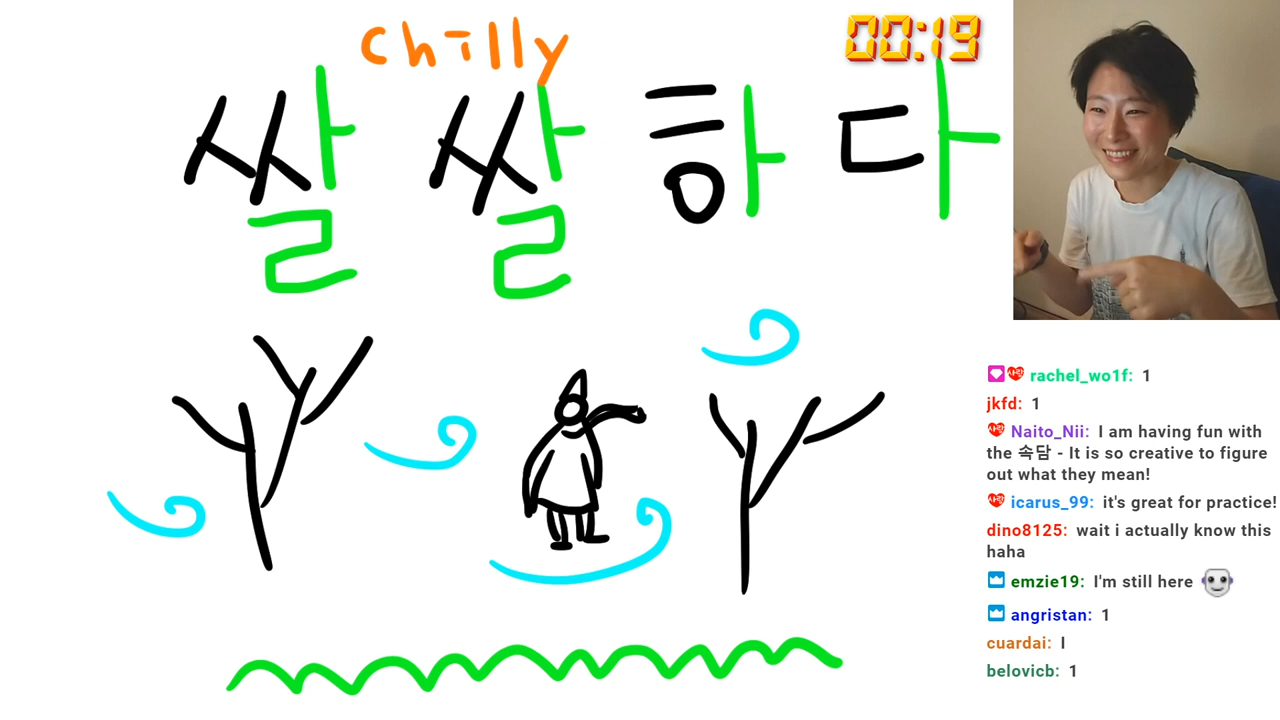 chilly
00:19
쌀쌀하다
rachel_wo1f: 1
jkfd: 1
Naito_Nii: I am having fun with
the 속담 - It is so creative to figure
out what they mean!
icarus_99: it's great for practice!
dino8125: wait i actually know this
haha
emzie19: I'm still here
angristan: 1
cuardai: I
belovicb: 1